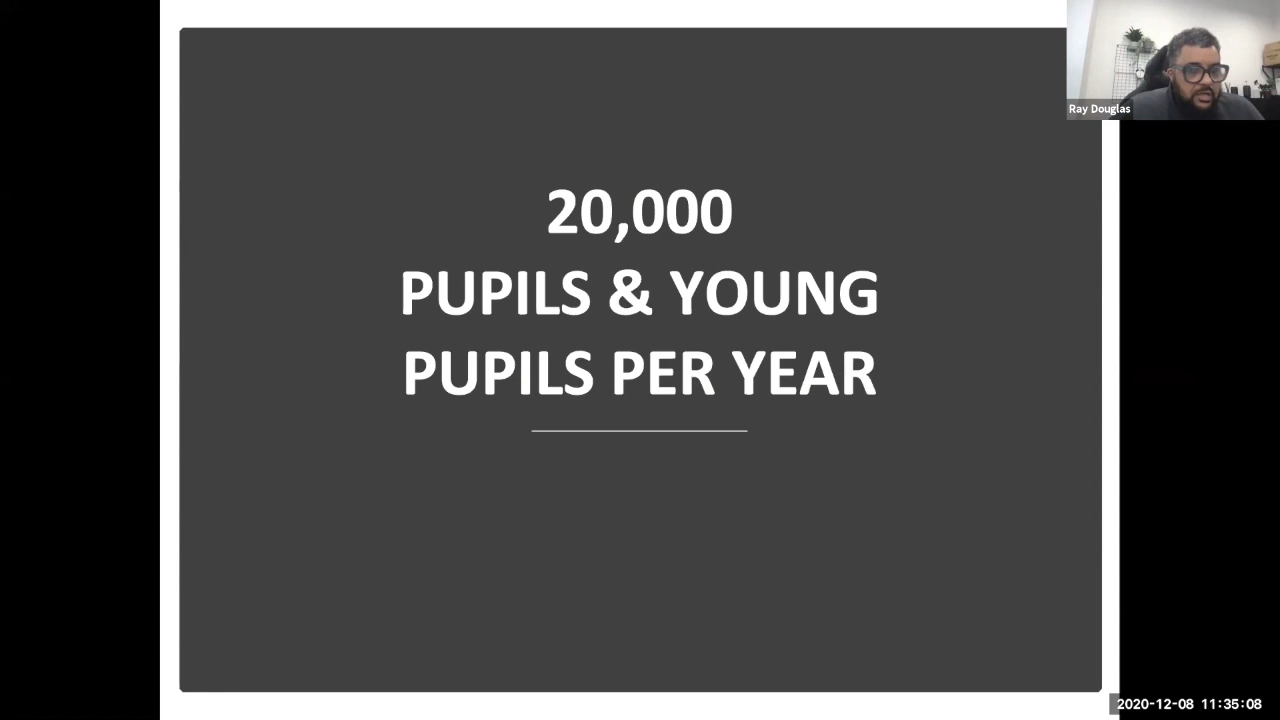 20,000
PUPILS & YOUNG
PUPILS PER YEAR
Ray Douglas
2020-12-08 11:35:08